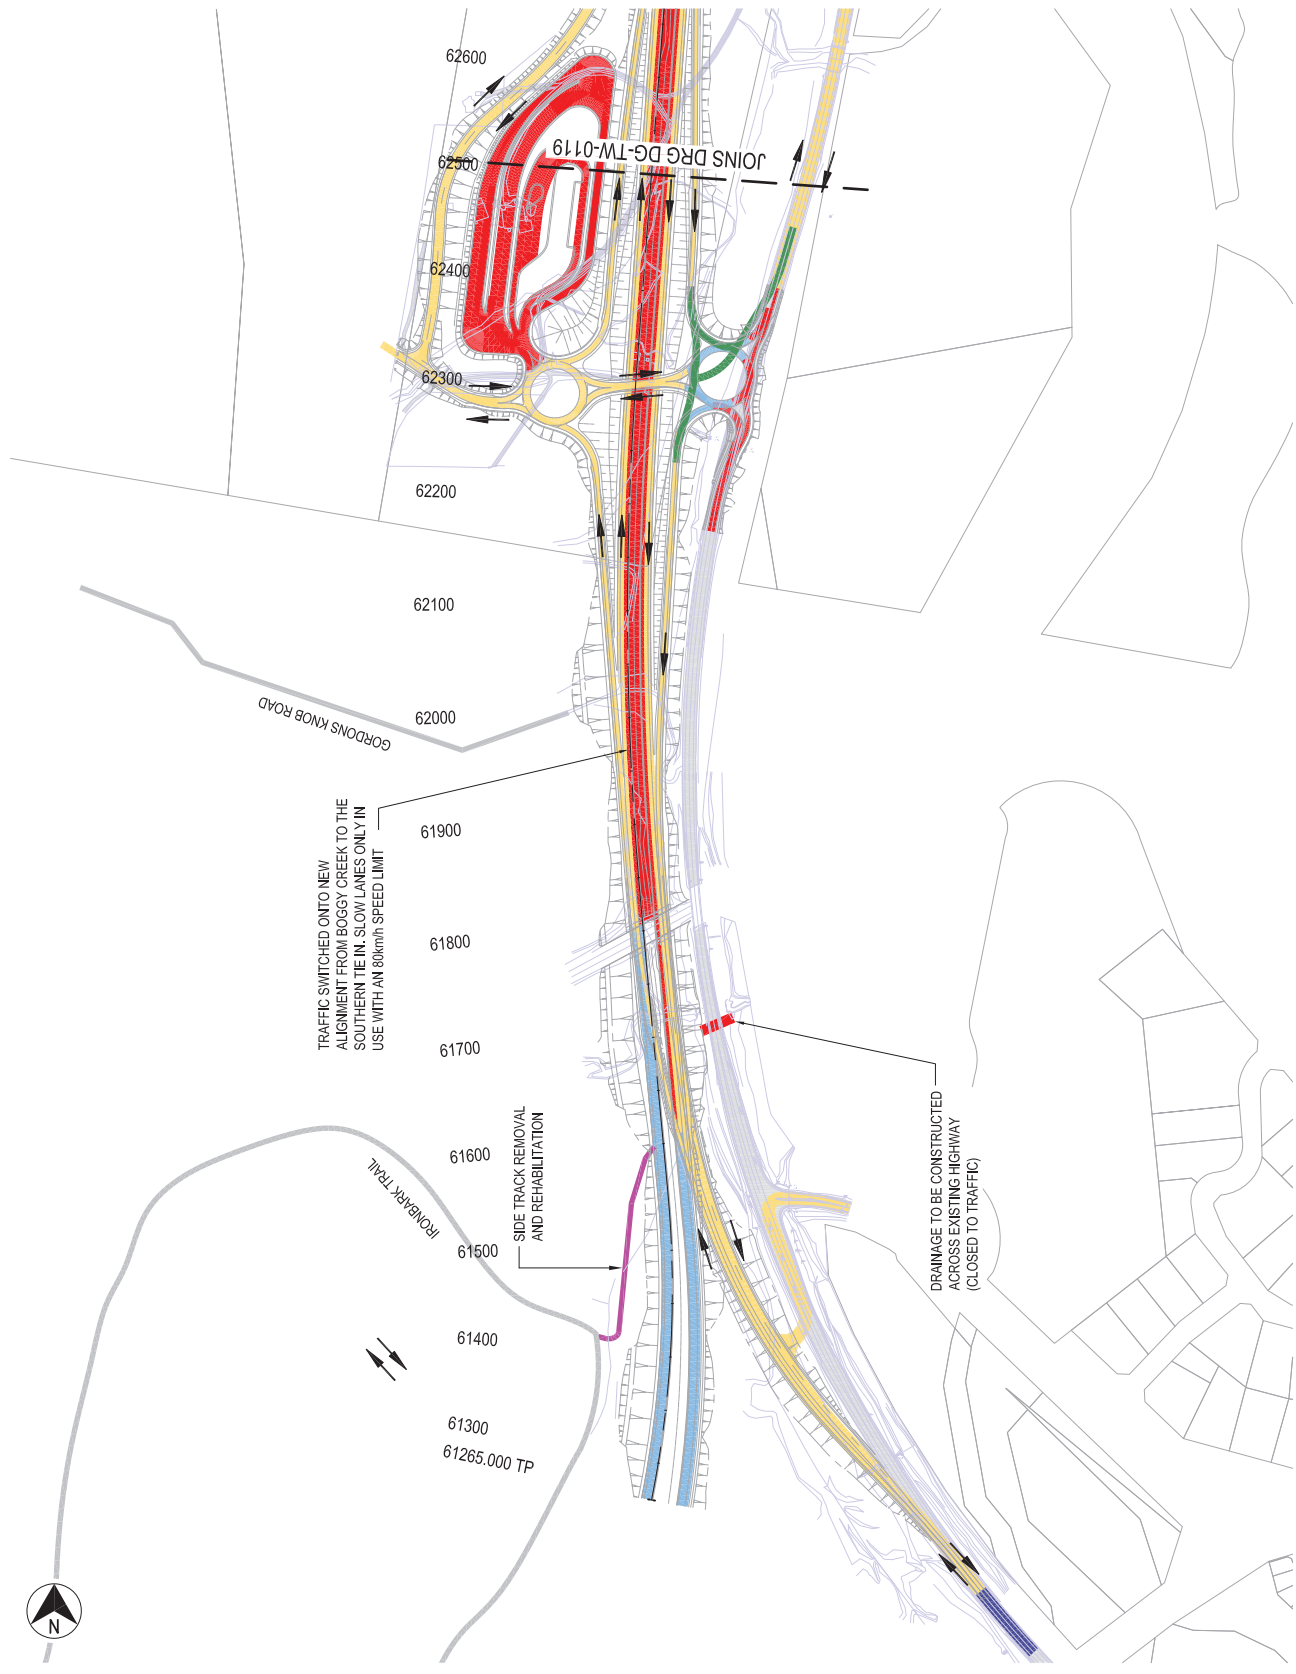 62600
JOINS DRG DG-TW-0119
62500
62400
62300
62200
62100
62000
GORDONS KNOB ROAD
61900
TRAFFIC SWITCHED ONTO NEW
ALIGNMENT FROM BOGGY CREEK TO THE
SOUTHERN TIE IN. SLOW LANES ONLY IN
USE WITH AN 80km/h SPEED LIMIT
61800
61700
61600
SIDE TRACK REMOVAL
AND REHABILITATION
IRONBARK TRAIL
61500
DRAINAGE TO BE CONSTRUCTED
ACROSS EXISTING HIGHWAY
(CLOSED TO TRAFFIC)
61400
61300
61265.000 TP
N